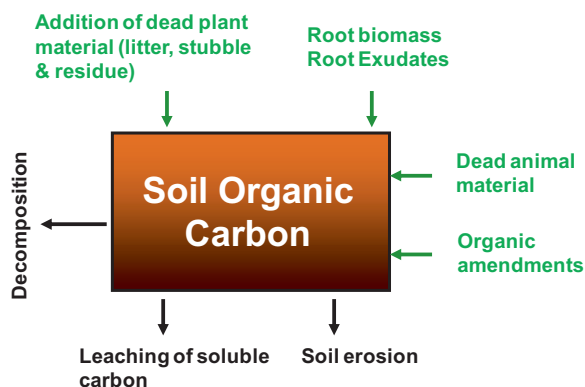 Addition of dead plant
material (litter, stubble
& residue)
Root biomass
Root Exudates
Soil Organic
Carbon
Dead animal
material
Organic
amendments
Decomposition
Leaching of soluble
carbon
Soil erosion